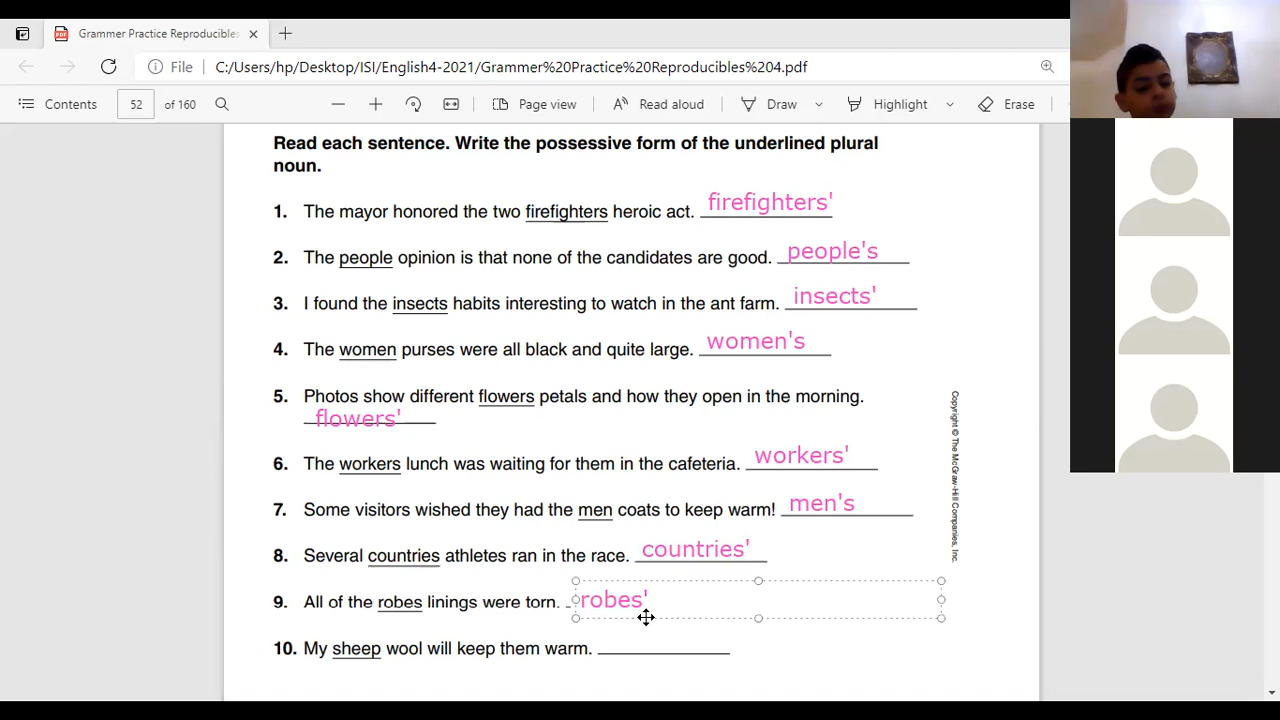 Grammer Practice Reproducibles
File C:/Users/hp/Desktop/ISI/English4-2021/Grammer%20Practice%20Reproducibles%204.pdf
Contents 52 of 160 Page view Read aloud Draw Highlight Erase
Read each sentence. Write the possessive form of the underlined plural
noun.
1. The mayor honored the two firefighters heroic act. firefighters'
2. The people opinion is that none of the candidates are good. people's
3. I found the insects habits interesting to watch in the ant farm. insects'
4. The women purses were all black and quite large. women's
5. Photos show different flowers petals and how they open in the morning.
flowers'
6. The workers lunch was waiting for them in the cafeteria. workers'
7. Some visitors wished they had the men coats to keep warm! men's
8. Several countries athletes ran in the race. countries'
9. All of the robes linings were torn. robes'
10. My sheep wool will keep them warm.
Copyright © The McGraw-Hill Companies, Inc.